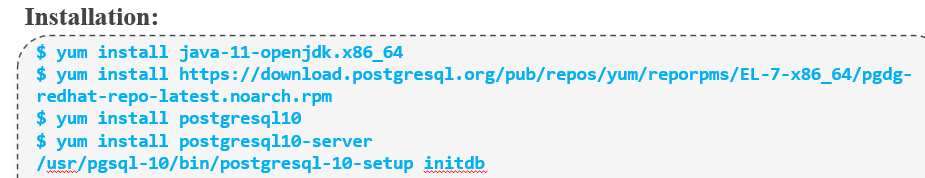 Installation:
$ yum install java-11-openjdk.x86_64
$ yum install https://download.postgresql.org/pub/repos/yum/reporpms/EL-7-x86_64/pgdg-
redhat-repo-latest.noarch.rpm
$ yum install postgresql10
$ yum install postgresql10-server
/usr/pgsql-10/bin/postgresql-10-setup initdb